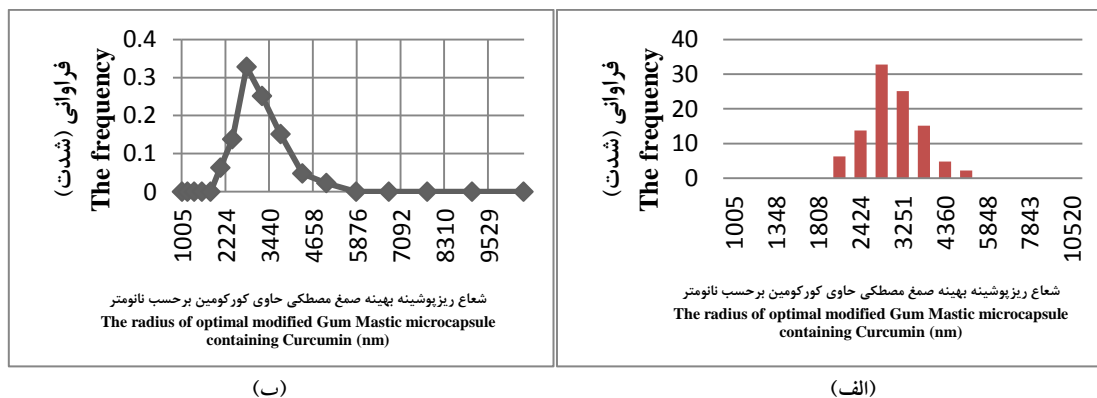 0.4
0.3
0.2
0.1
0
فراوانی (شدت)
The frequency
1005
2224
3440
4658
5876
7092
8310
9529
شعاع ریزپوشینه بهینه صمغ مصطکی حاوی کورکومین برحسب نانومتر
The radius of optimal modified Gum Mastic microcapsule
containing Curcumin (nm)
(ب)
40
30
20
10
0
فراوانی (شدت)
The frequency
1005
1348
1808
2424
3251
4360
5848
7843
10520
شعاع ریزپوشینه بهینه صمغ مصطکی حاوی کورکومین برحسب نانومتر
The radius of optimal modified Gum Mastic microcapsule
containing Curcumin (nm)
(الف)